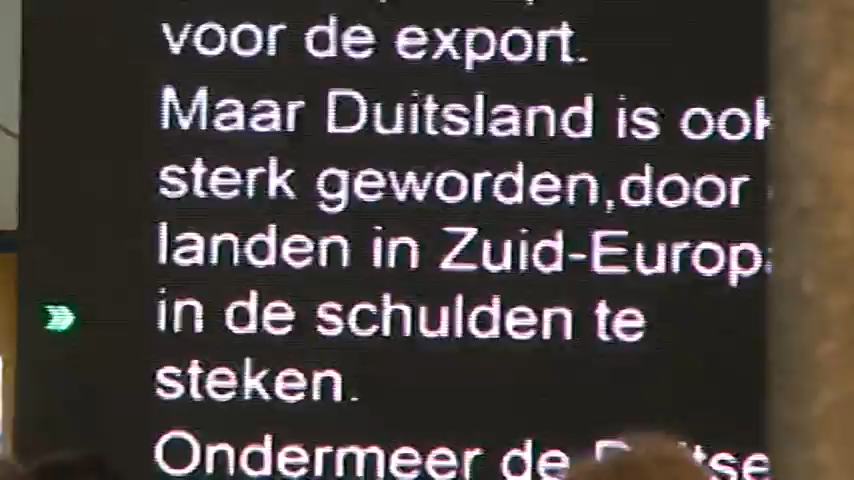 voor de export.
Maar Duitsland is ook
sterk geworden,door
landen in Zuid-Europa
in de schulden te
steken.
Ondermeer de